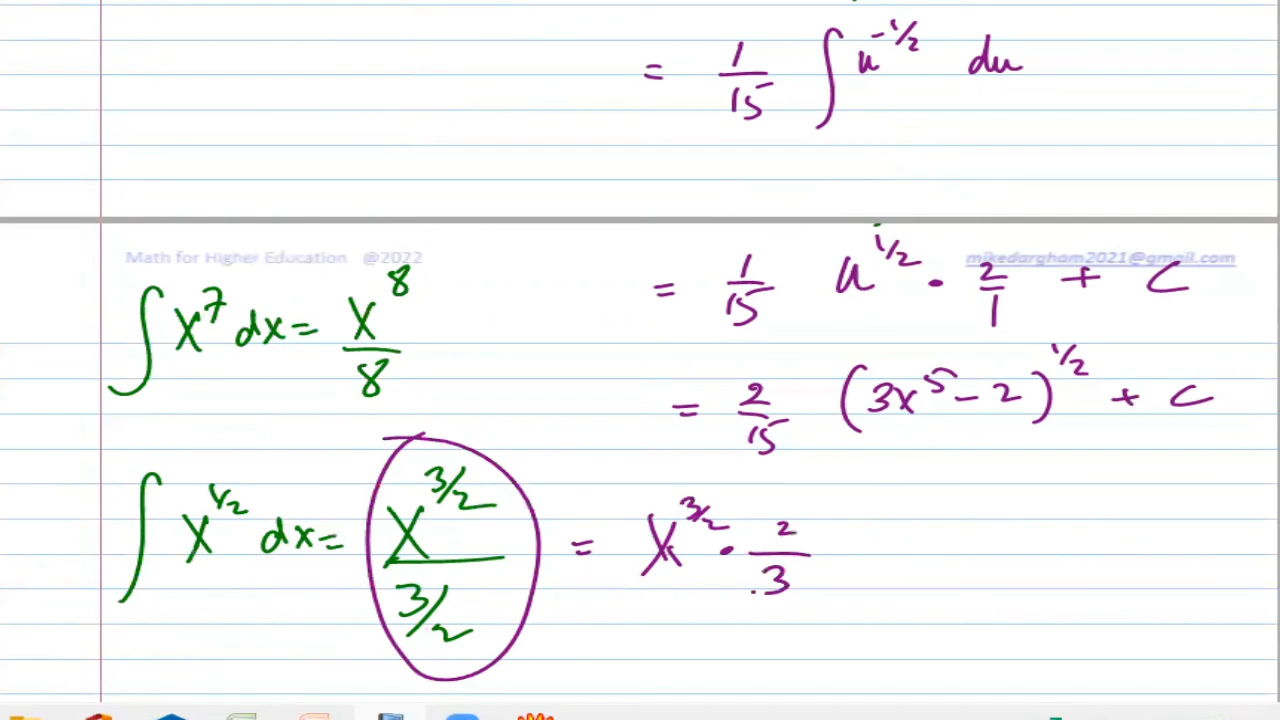 = 1/15 ∫ u^(-1/2) du
Math for Higher Education @2022
mikedargham2021@gmail.com
= 1/15 u^(1/2) · 2/1 + C
∫ x^7 dx = x^8/8
= 2/15 (3x^5 - 2)^(1/2) + C
∫ x^(1/2) dx = x^(3/2)/(3/2) = x^(3/2) · 2/3